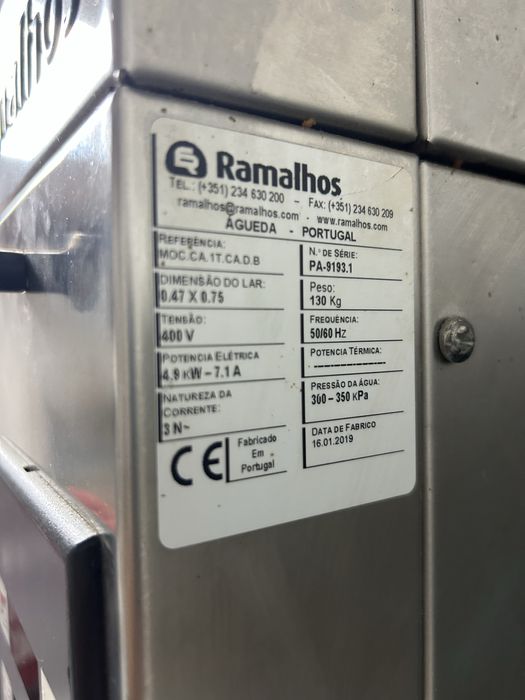 Ramalhos
TEL.: (+351) 234 630 200 – FAX: (+351) 234 630 209
ramalhos@ramalhos.com - www.ramalhos.com
ÁGUEDA - PORTUGAL
REFERÊNCIA:
MOC.CA.1T.CA.D.B
N.º DE SÉRIE:
PA-9193.1
DIMENSÃO DO LAR:
0.47 X 0.75
PESO:
130 Kg
TENSÃO:
400 V
FREQUÊNCIA:
50/60 Hz
POTENCIA ELÉTRICA
4.9 KW – 7.1 A
POTENCIA TÉRMICA:
NATUREZA DA
CORRENTE:
3 N~
PRESSÃO DA ÁGUA:
300 – 350 KPa
CE
Fabricado
Em
Portugal
DATA DE FABRICO
16.01.2019